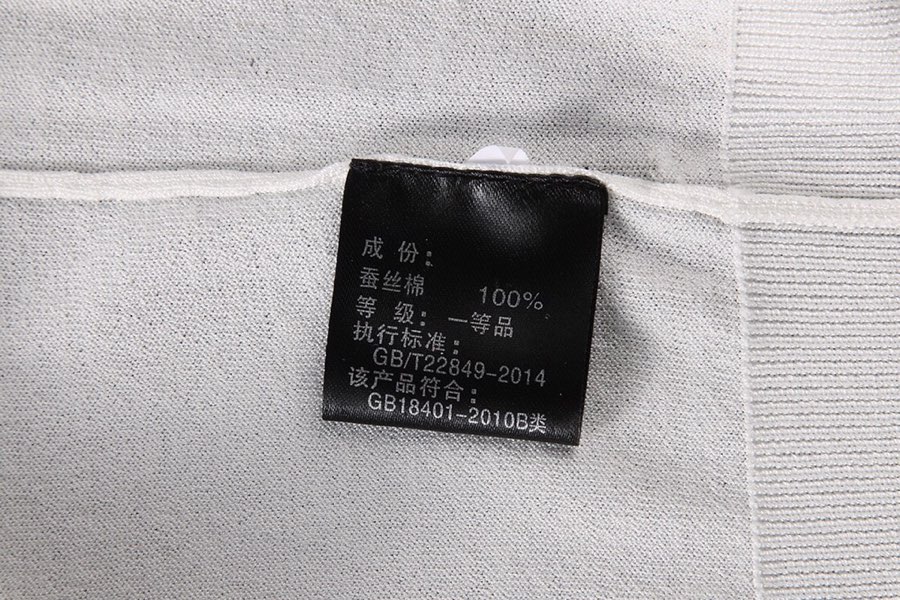 成 份：
蚕丝棉 100%
等 级：一等品
执行标准：
GB/T22849-2014
该产品符合：
GB18401-2010B类